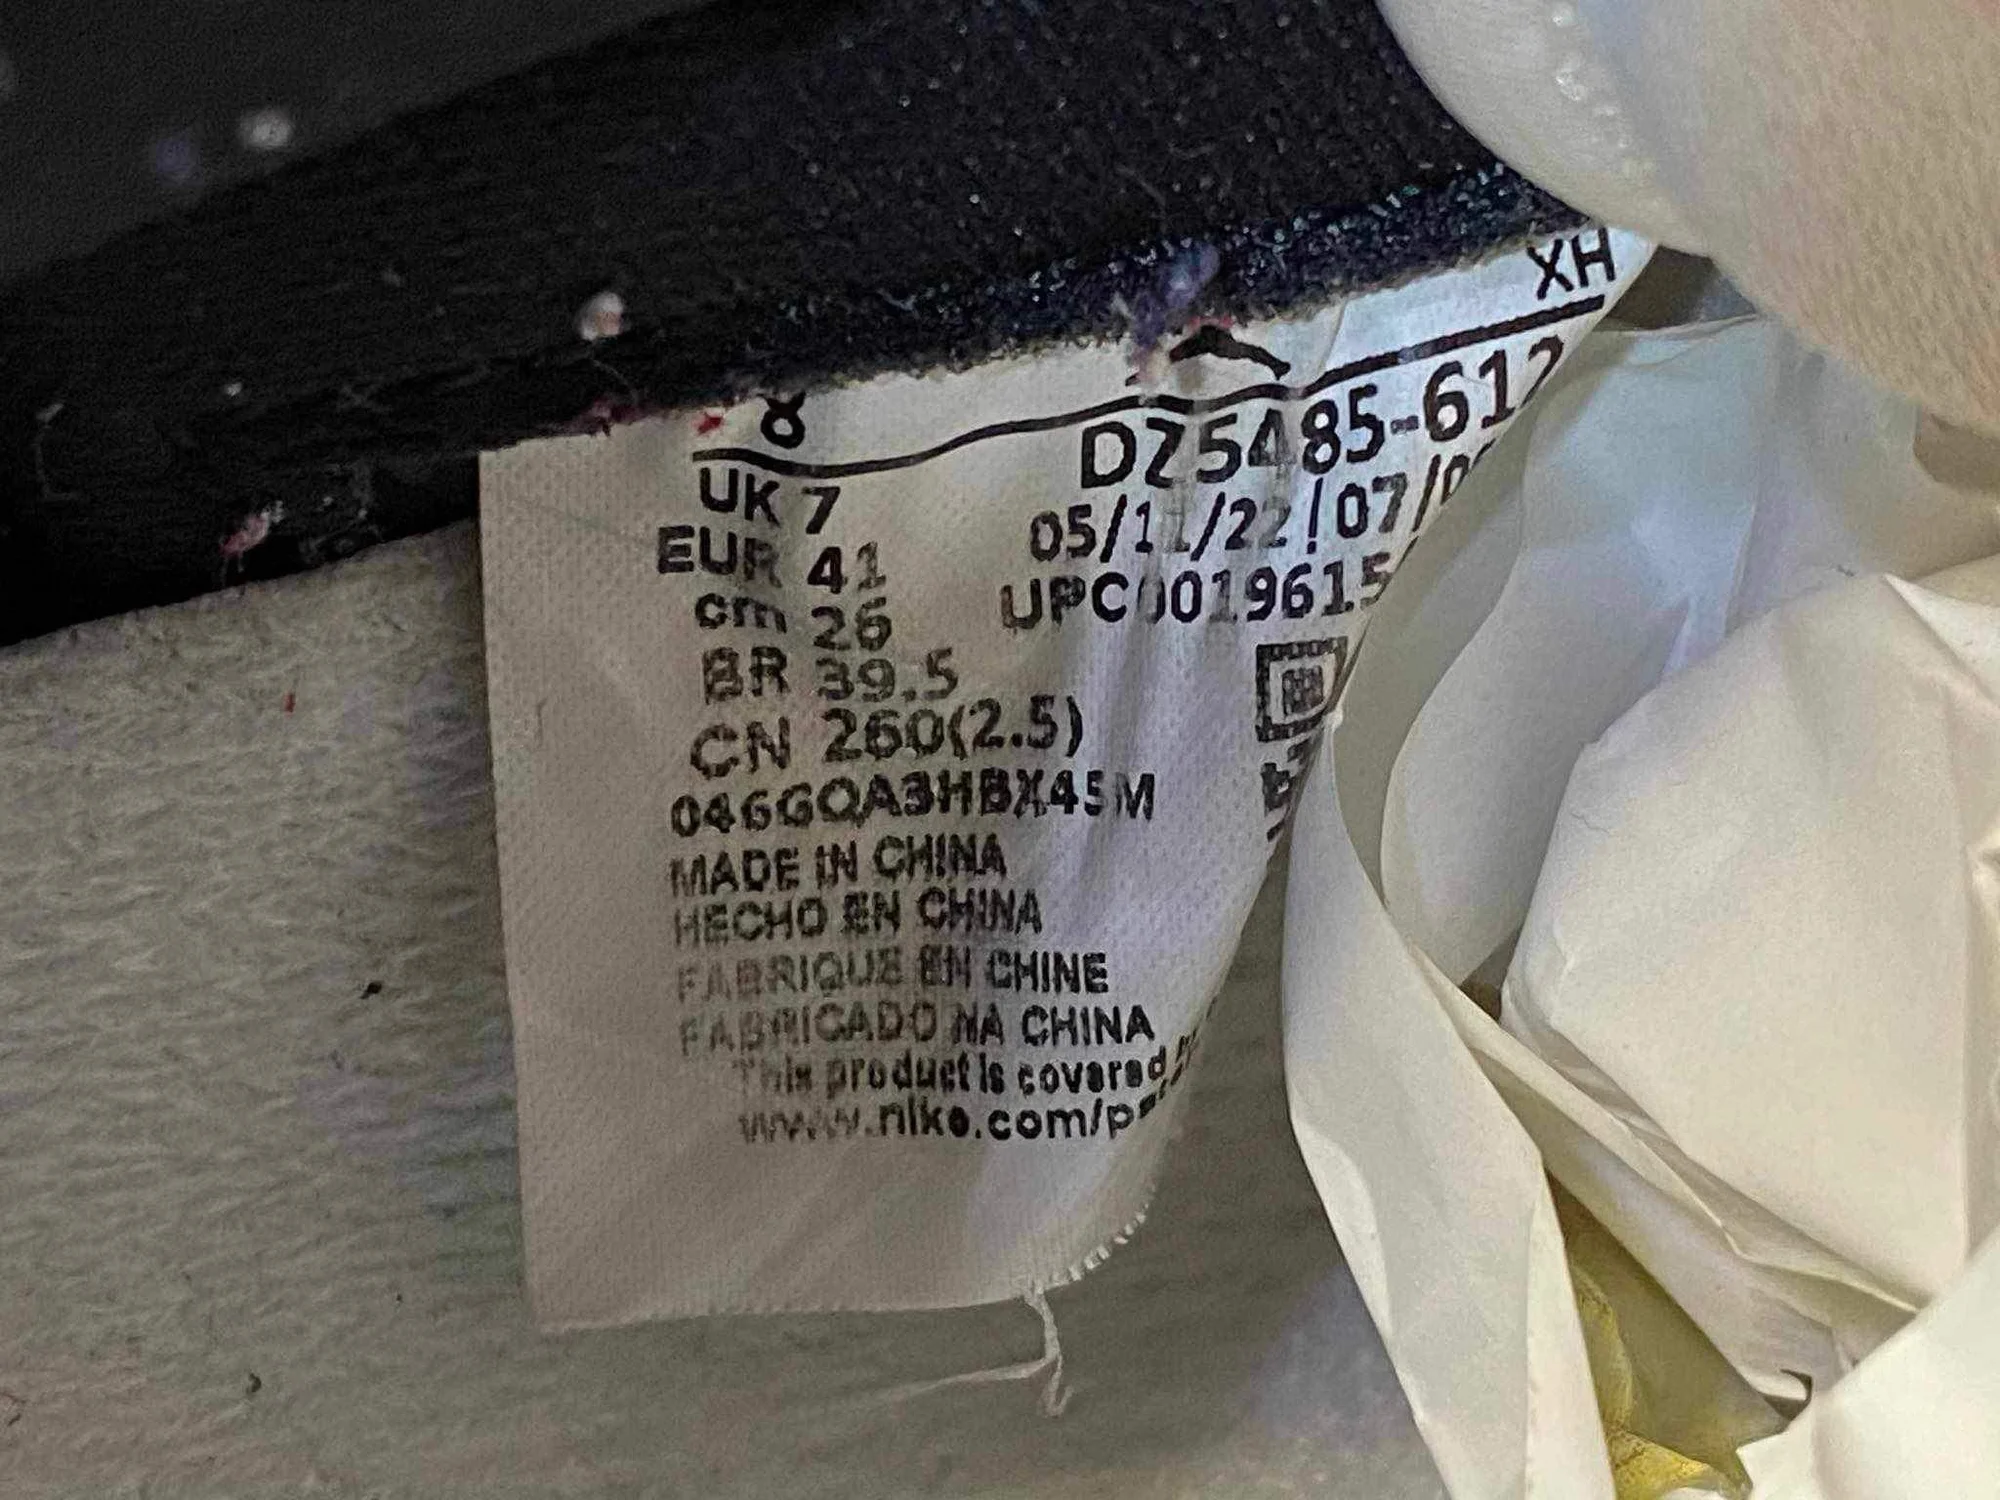 XH
8
DZ5485-612
UK 7
05/11/22 07/
EUR 41
UPC0019615
cm 26
BR 39.5
CN 260(2.5)
046GQA3HBX45M
MADE IN CHINA
HECHO EN CHINA
FABRIQUE EN CHINE
FABRICADO NA CHINA
This product is covered
www.nike.com/p